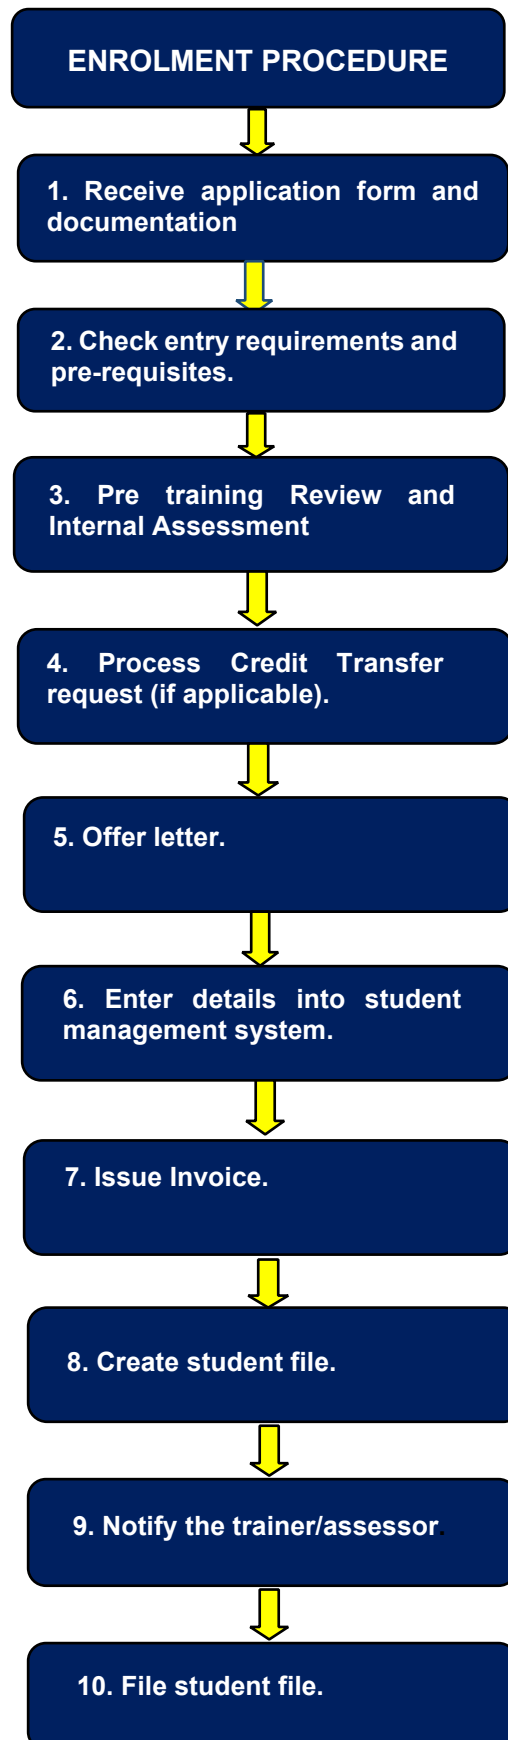 ENROLMENT PROCEDURE
1. Receive application form and
documentation
2. Check entry requirements and
pre-requisites.
3. Pre training Review and
Internal Assessment
4. Process Credit Transfer
request (if applicable).
5. Offer letter.
6. Enter details into student
management system.
7. Issue Invoice.
8. Create student file.
9. Notify the trainer/assessor.
10. File student file.